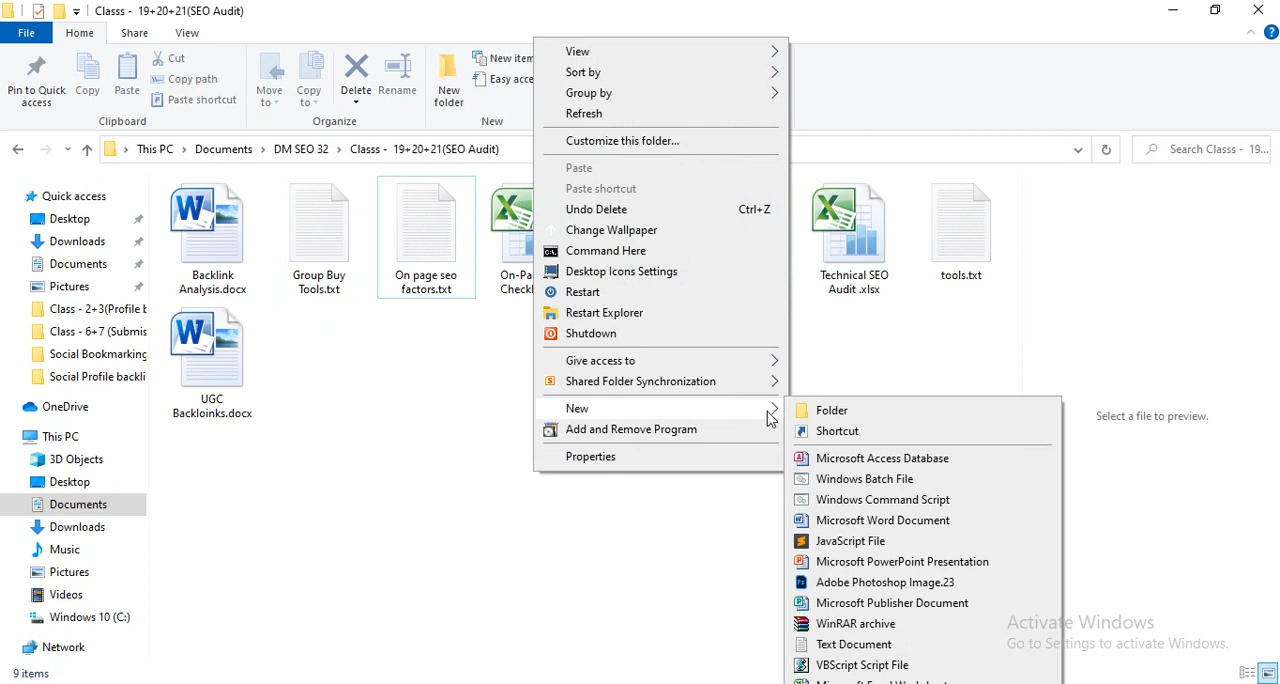 Classs - 19+20+21(SEO Audit)
File
Home
Share
View
Pin to Quick
access
Copy
Paste
Cut
Copy path
Paste shortcut
Clipboard
Move
to
Copy
to
Delete
Rename
Organize
New
folder
New item
Easy acce
New
This PC
Documents
DM SEO 32
Classs - 19+20+21(SEO Audit)
Search Classs - 19...
Quick access
Desktop
Downloads
Documents
Pictures
Class - 2+3(Profile b
Class - 6+7 (Submis
Social Bookmarking
Social Profile backli
OneDrive
This PC
3D Objects
Desktop
Documents
Downloads
Music
Pictures
Videos
Windows 10 (C:)
Network
9 items
Backlink
Analysis.docx
Group Buy
Tools.txt
On page seo
factors.txt
On-Pa
Checkl
Technical SEO
Audit .xlsx
tools.txt
UGC
Backloinks.docx
View
Sort by
Group by
Refresh
Customize this folder...
Paste
Paste shortcut
Undo Delete Ctrl+Z
Change Wallpaper
Command Here
Desktop Icons Settings
Restart
Restart Explorer
Shutdown
Give access to
Shared Folder Synchronization
New
Add and Remove Program
Properties
Folder
Shortcut
Microsoft Access Database
Windows Batch File
Windows Command Script
Microsoft Word Document
JavaScript File
Microsoft PowerPoint Presentation
Adobe Photoshop Image.23
Microsoft Publisher Document
WinRAR archive
Text Document
VBScript Script File
Select a file to preview.
Activate Windows
Go to Settings to activate Windows.